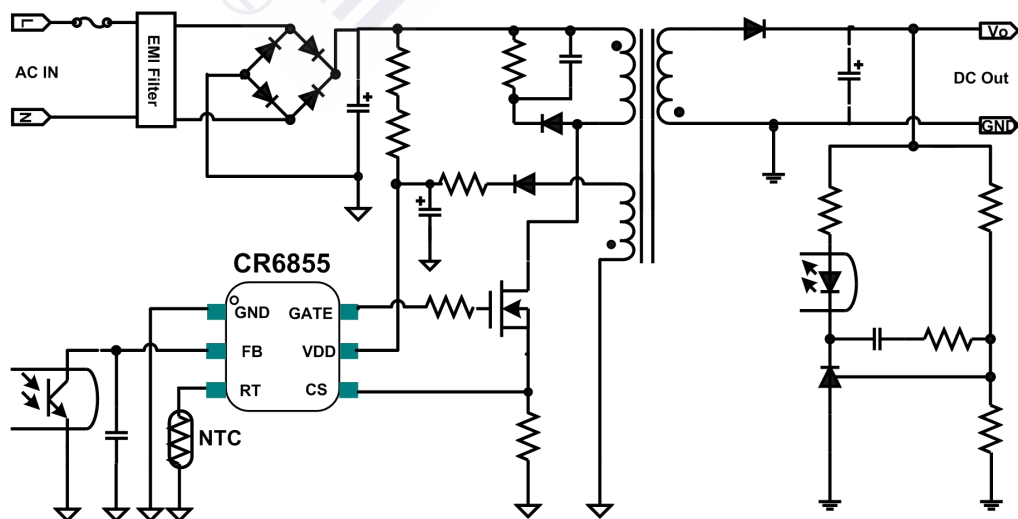 L
Vo
AC IN
EMI Filter
DC Out
N
GND
+
+
+
CR6855
GND
GATE
FB
VDD
RT
CS
NTC